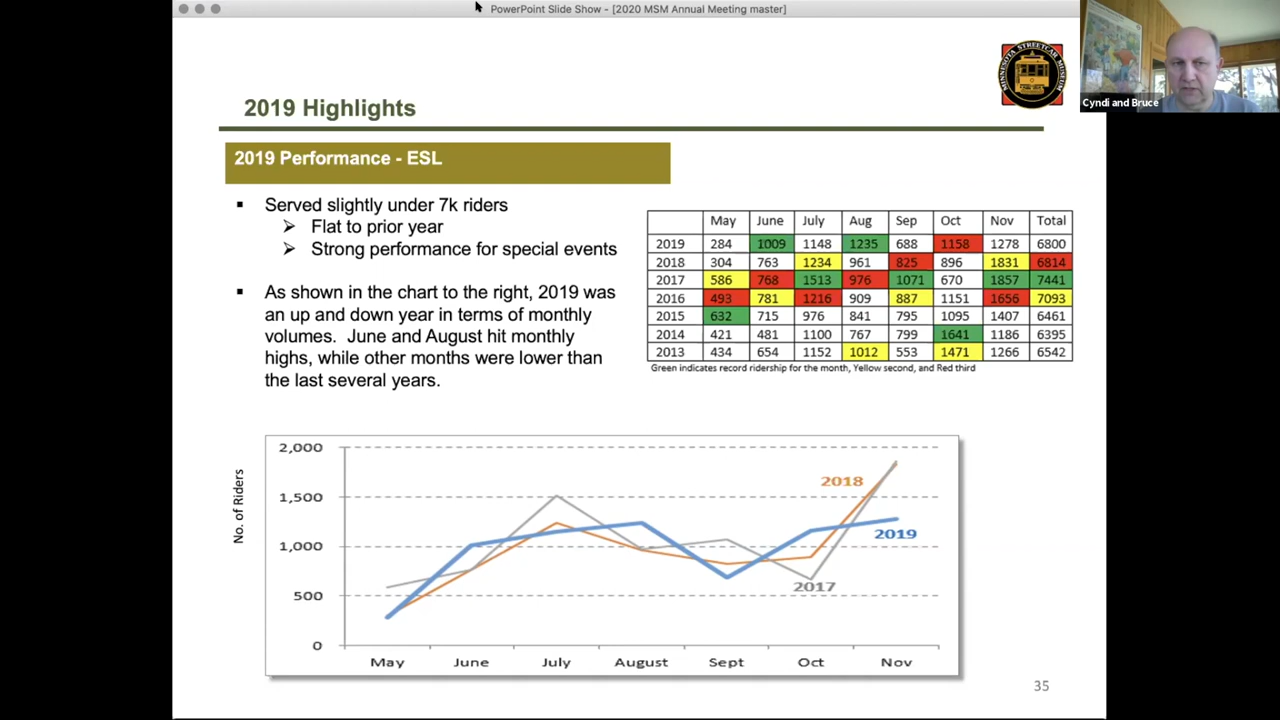 PowerPoint Slide Show - [2020 MSM Annual Meeting master]
MINNESOTA STREETCAR MUSEUM
Cyndi and Bruce
2019 Highlights
2019 Performance - ESL
▪ Served slightly under 7k riders
➢ Flat to prior year
➢ Strong performance for special events
▪ As shown in the chart to the right, 2019 was
an up and down year in terms of monthly
volumes. June and August hit monthly
highs, while other months were lower than
the last several years.
May June July Aug Sep Oct Nov Total
2019 284 1009 1148 1235 688 1158 1278 6800
2018 304 763 1234 961 825 896 1831 6814
2017 586 768 1513 976 1071 670 1857 7441
2016 493 781 1216 909 887 1151 1656 7093
2015 632 715 976 841 795 1095 1407 6461
2014 421 481 1100 767 799 1641 1186 6395
2013 434 654 1152 1012 553 1471 1266 6542
Green indicates record ridership for the month, Yellow second, and Red third
No. of Riders
2,000
1,500
1,000
500
0
2018
2019
2017
May June July August Sept Oct Nov
35